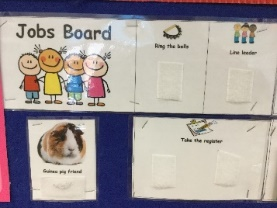 Jobs Board
Ring the bells
Line leader
Guinea pig friend
Take the register